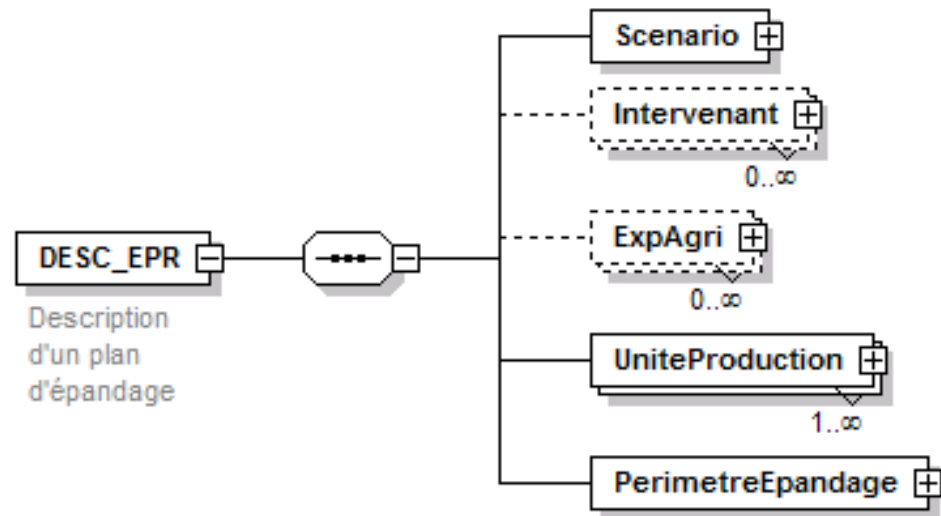 Scenario
Intervenant
0..∞
ExpAgri
0..∞
DESC_EPR
Description
d'un plan
d'épandage
UniteProduction
1..∞
PerimetreEpandage